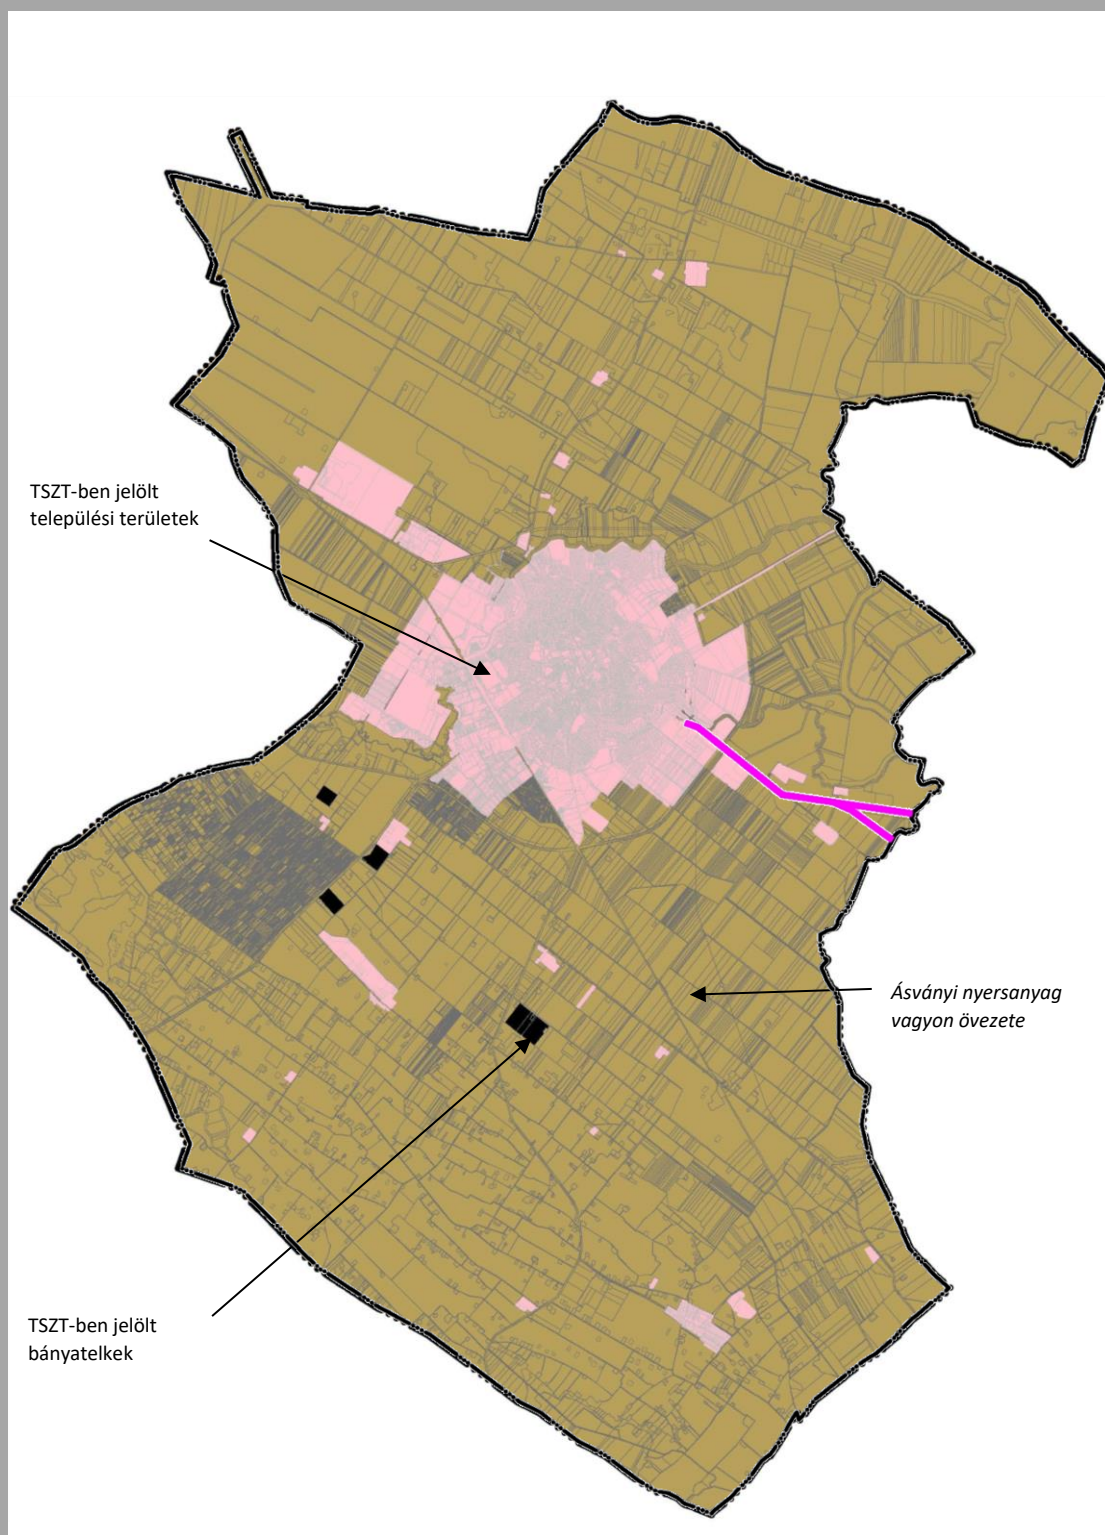 TSZT-ben jelölt
települési területek
Ásványi nyersanyag
vagyon övezete
TSZT-ben jelölt
bányatelkek